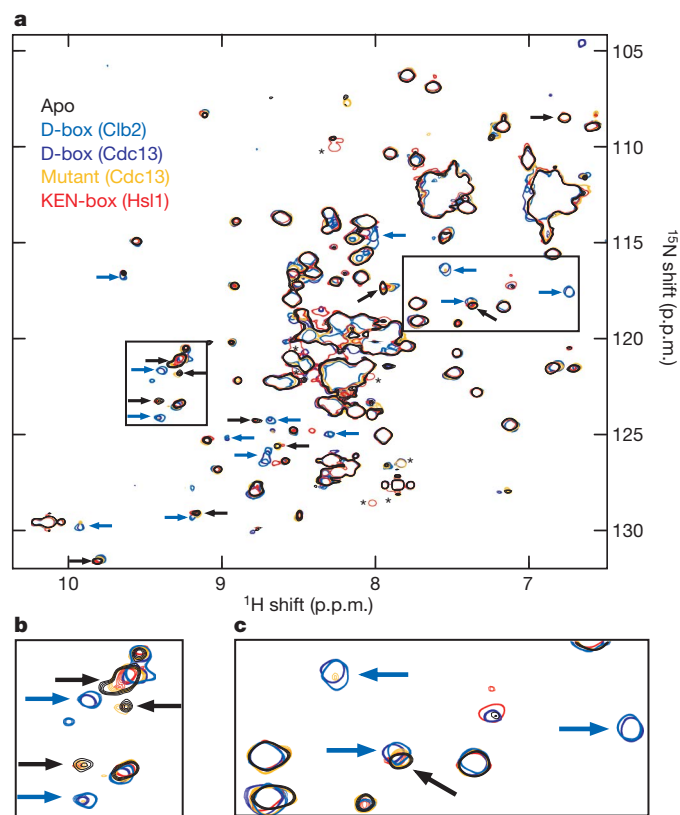 a
Apo
D-box (Clb2)
D-box (Cdc13)
Mutant (Cdc13)
KEN-box (Hsl1)
*
*
*
*
*
*
105
110
115
120
125
130
15N shift (p.p.m.)
10 9 8 7
1H shift (p.p.m.)
b
c